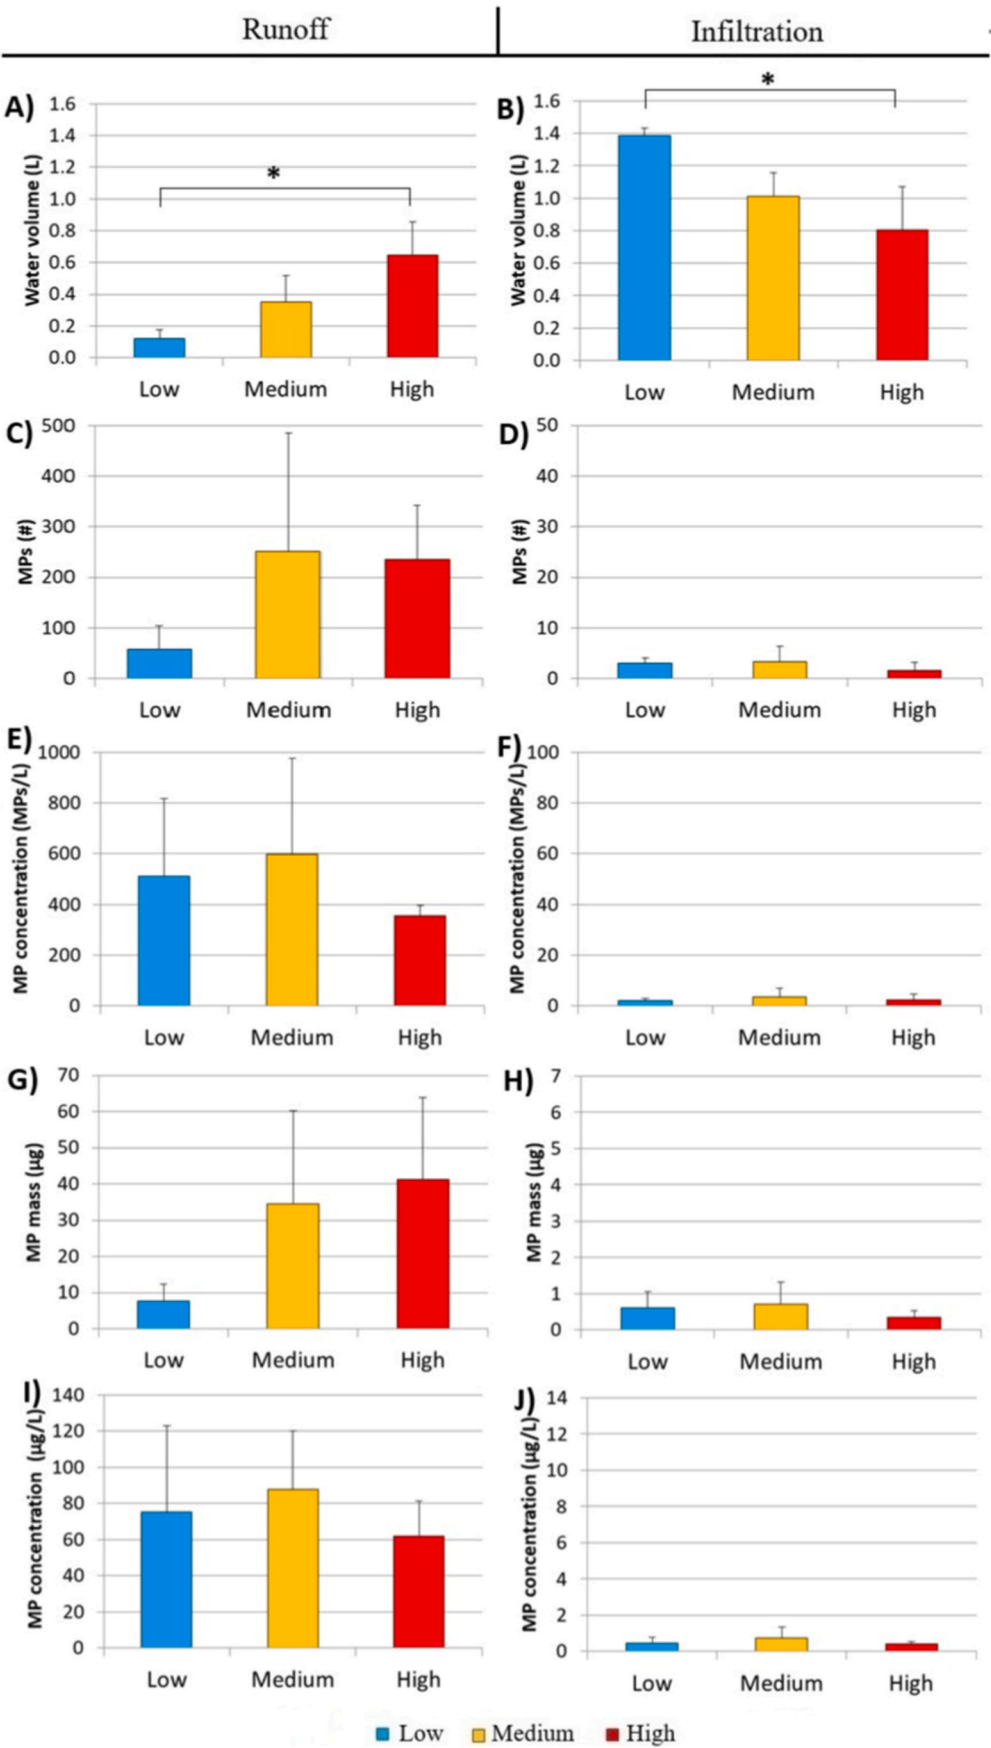 Runoff Infiltration
A) B)
Water volume (L) Water volume (L)
1.6 1.6
1.4 1.4
1.2 1.2
1.0 1.0
0.8 0.8
0.6 0.6
0.4 0.4
0.2 0.2
0.0 0.0
* *
Low Medium High Low Medium High
C) D)
MPs (#) MPs (#)
500 50
400 40
300 30
200 20
100 10
0 0
Low Medium High Low Medium High
E) F)
MP concentration (MPs/L) MP concentration (MPs/L)
1000 100
800 80
600 60
400 40
200 20
0 0
Low Medium High Low Medium High
G) H)
MP mass (µg) MP mass (µg)
70 7
60 6
50 5
40 4
30 3
20 2
10 1
0 0
Low Medium High Low Medium High
I) J)
MP concentration (µg/L) MP concentration (µg/L)
140 14
120 12
100 10
80 8
60 6
40 4
20 2
0 0
Low Medium High Low Medium High
Low Medium High